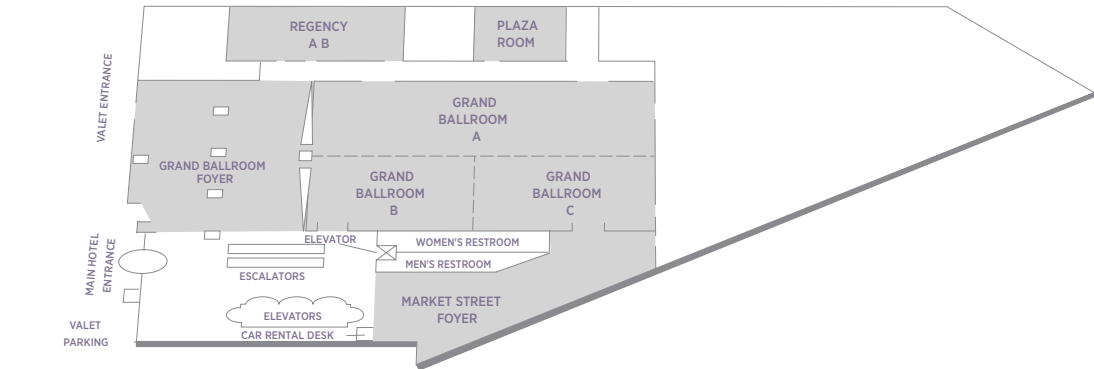 REGENCY
A B
PLAZA
ROOM
VALET ENTRANCE
GRAND
BALLROOM
A
GRAND BALLROOM
FOYER
GRAND
BALLROOM
B
GRAND
BALLROOM
C
ELEVATOR
WOMEN'S RESTROOM
MEN'S RESTROOM
MAIN HOTEL
ENTRANCE
ESCALATORS
MARKET STREET
FOYER
ELEVATORS
VALET
PARKING
CAR RENTAL DESK